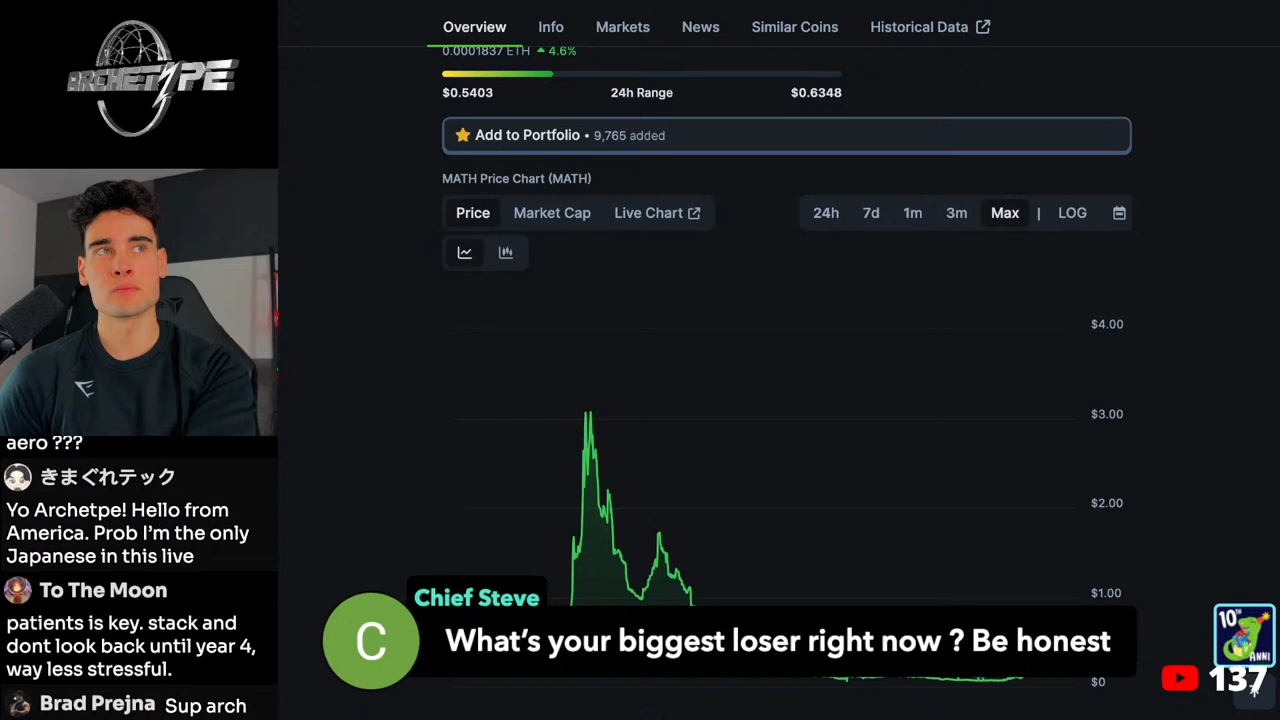 ARCHETYPE
Overview
Info
Markets
News
Similar Coins
Historical Data
0.0001837 ETH ▲ 4.6%
$0.5403
24h Range
$0.6348
Add to Portfolio • 9,765 added
MATH Price Chart (MATH)
Price
Market Cap
Live Chart
24h
7d
1m
3m
Max
|
LOG
$4.00
$3.00
$2.00
$1.00
$0
aero ???
きまぐれテック
Yo Archetpe! Hello from
America. Prob I'm the only
Japanese in this live
To The Moon
patients is key. stack and
dont look back until year 4,
way less stressful.
Brad Prejna Sup arch
Chief Steve
C
What's your biggest loser right now ? Be honest
10TH
ANNI
137